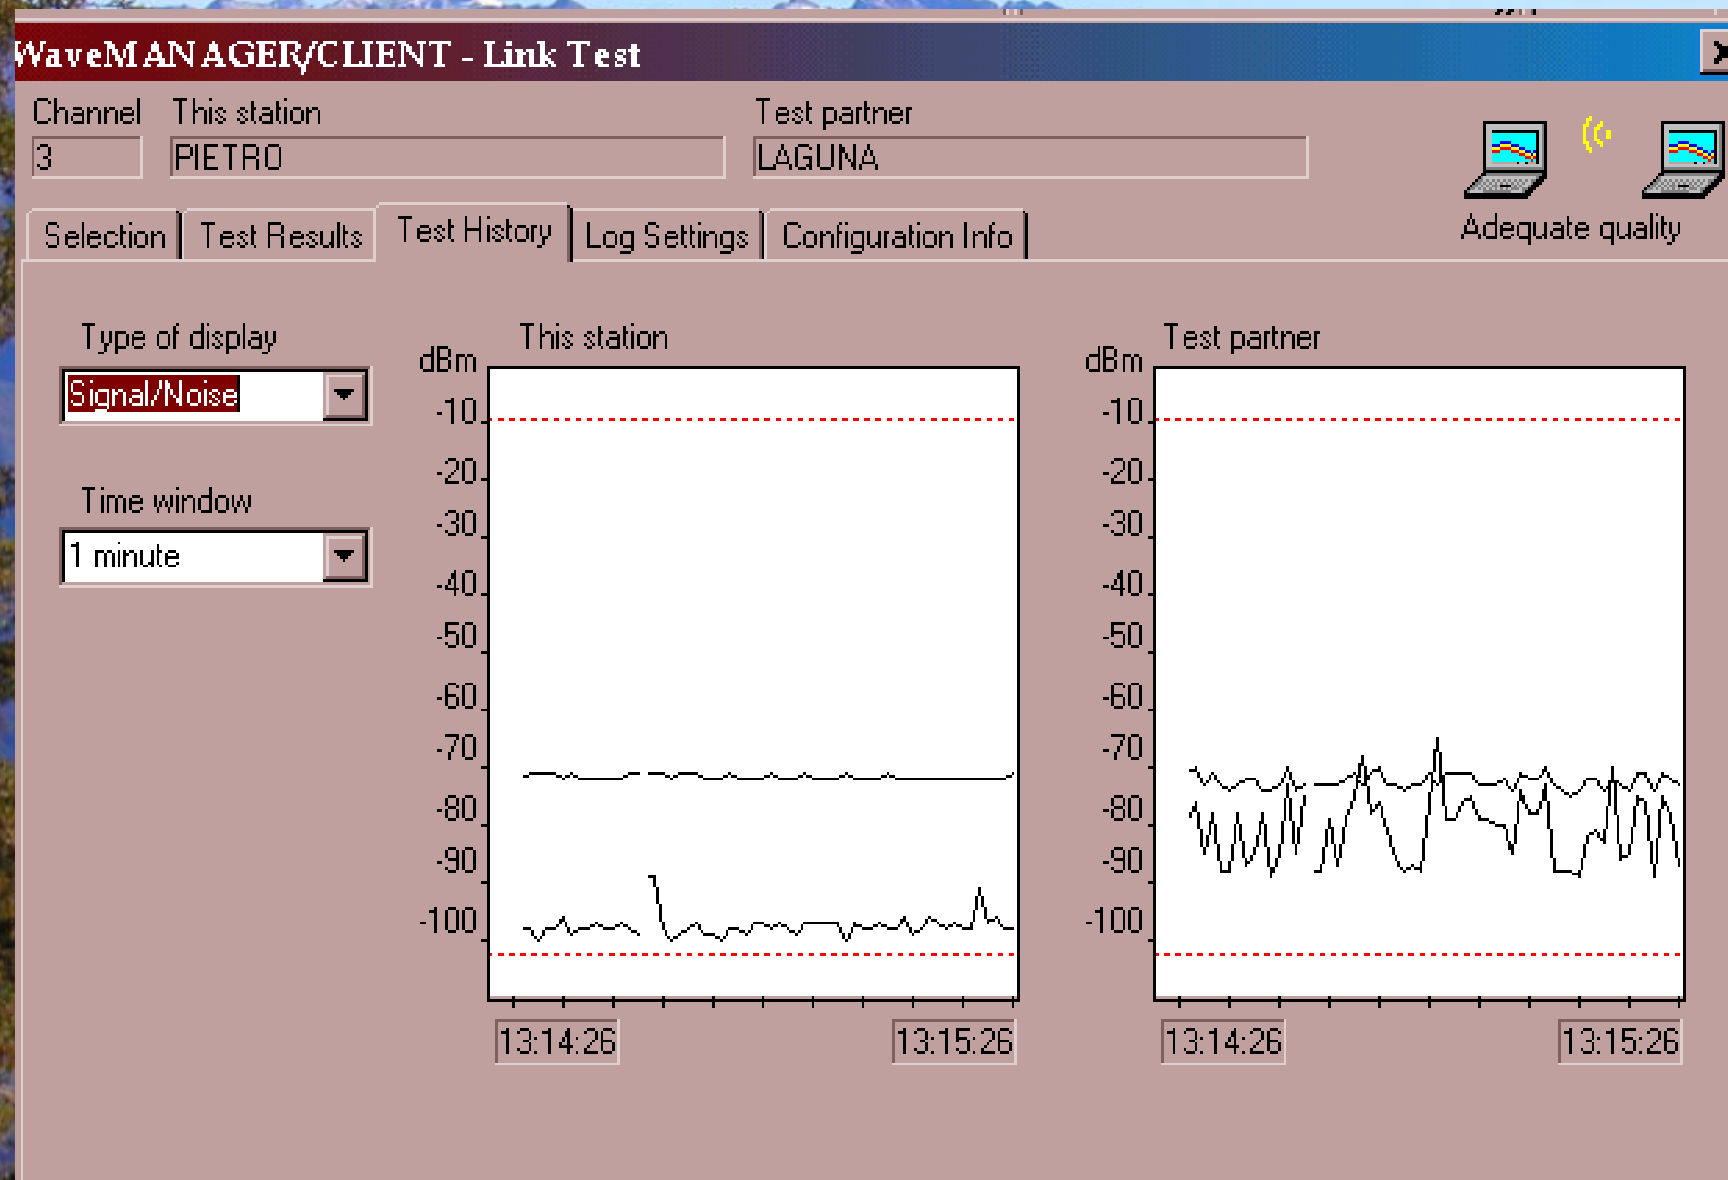 WaveMANAGER/CLIENT - Link Test
Channel This station Test partner
3 PIETRO LAGUNA
Selection Test Results Test History Log Settings Configuration Info Adequate quality
Type of display
Signal/Noise
Time window
1 minute
This station
dBm
-10
-20
-30
-40
-50
-60
-70
-80
-90
-100
13:14:26 13:15:26
Test partner
dBm
-10
-20
-30
-40
-50
-60
-70
-80
-90
-100
13:14:26 13:15:26